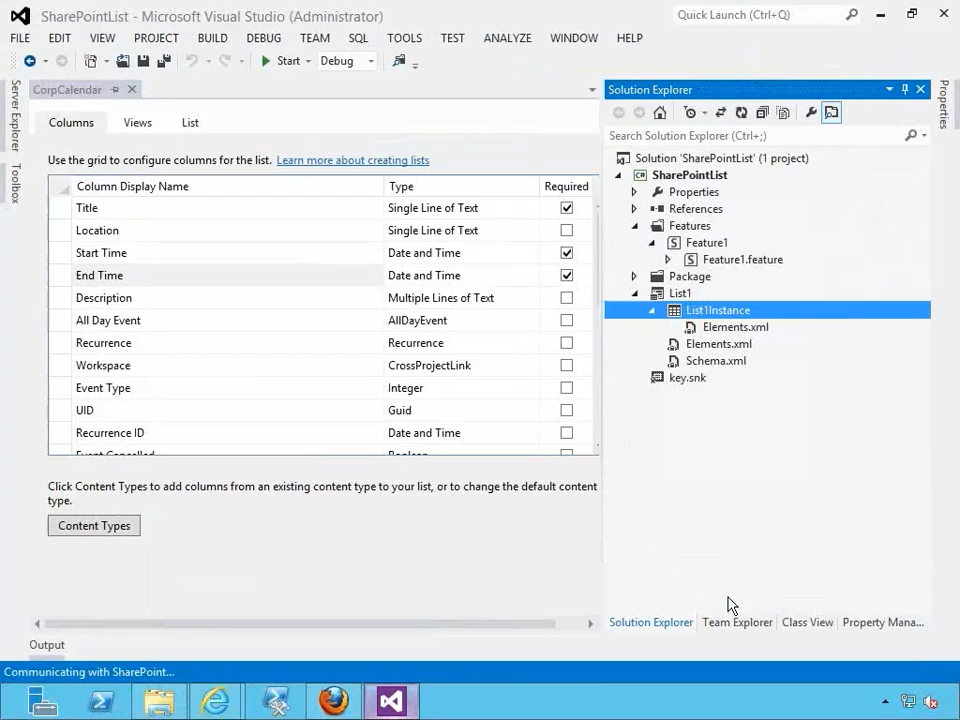 SharePointList - Microsoft Visual Studio (Administrator)
Quick Launch (Ctrl+Q)
FILE EDIT VIEW PROJECT BUILD DEBUG TEAM SQL TOOLS TEST ANALYZE WINDOW HELP
Start Debug
Server Explorer
Toolbox
CorpCalendar
Columns Views List
Use the grid to configure columns for the list. Learn more about creating lists
Column Display Name Type Required
Title Single Line of Text
Location Single Line of Text
Start Time Date and Time
End Time Date and Time
Description Multiple Lines of Text
All Day Event AllDayEvent
Recurrence Recurrence
Workspace CrossProjectLink
Event Type Integer
UID Guid
Recurrence ID Date and Time
Event Cancelled Boolean
Click Content Types to add columns from an existing content type to your list, or to change the default content
type.
Content Types
Solution Explorer
Search Solution Explorer (Ctrl+;)
Solution 'SharePointList' (1 project)
SharePointList
Properties
References
Features
Feature1
Feature1.feature
Package
List1
List1Instance
Elements.xml
Elements.xml
Schema.xml
key.snk
Solution Explorer Team Explorer Class View Property Mana...
Properties
Output
Communicating with SharePoint...